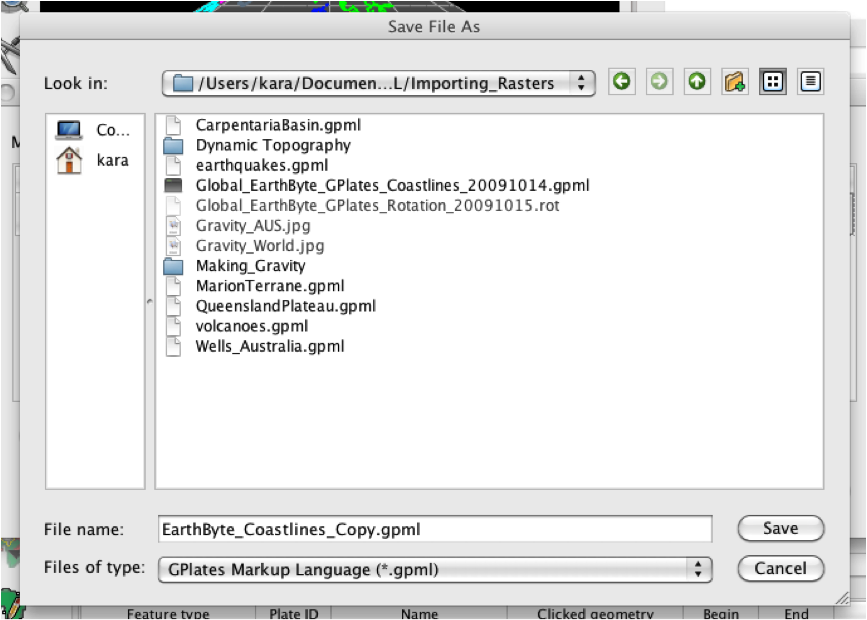 Save File As
Look in:
/Users/kara/Documen...L/Importing_Rasters
Co...
kara
CarpentariaBasin.gpml
Dynamic Topography
earthquakes.gpml
Global_EarthByte_GPlates_Coastlines_20091014.gpml
Global_EarthByte_GPlates_Rotation_20091015.rot
Gravity_AUS.jpg
Gravity_World.jpg
Making_Gravity
MarionTerrane.gpml
QueenslandPlateau.gpml
volcanoes.gpml
Wells_Australia.gpml
File name:
EarthByte_Coastlines_Copy.gpml
Save
Files of type:
GPlates Markup Language (*.gpml)
Cancel
Feature type Plate ID Name Clicked geometry Begin End